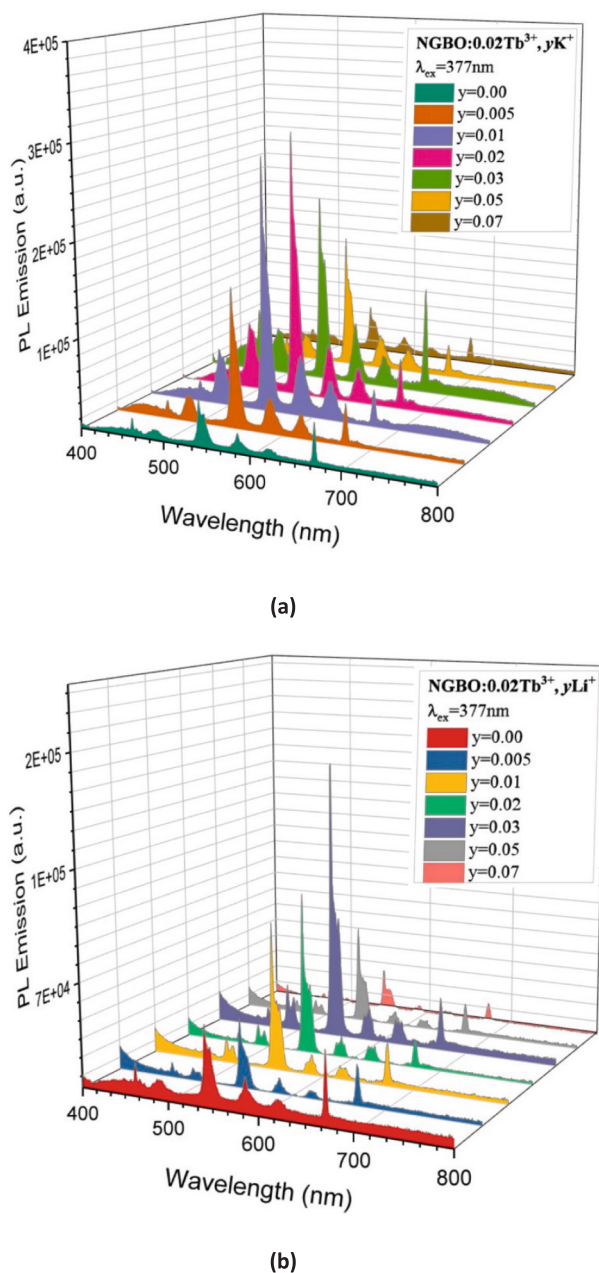 4E+05
3E+05
2E+05
1E+05
PL Emission (a.u.)
NGBO:0.02Tb³⁺, yK⁺
λₑₓ=377nm
y=0.00
y=0.005
y=0.01
y=0.02
y=0.03
y=0.05
y=0.07
400
500
600
700
800
Wavelength (nm)
(a)
2E+05
1E+05
7E+04
PL Emission (a.u.)
NGBO:0.02Tb³⁺, yLi⁺
λₑₓ=377nm
y=0.00
y=0.005
y=0.01
y=0.02
y=0.03
y=0.05
y=0.07
400
500
600
700
800
Wavelength (nm)
(b)